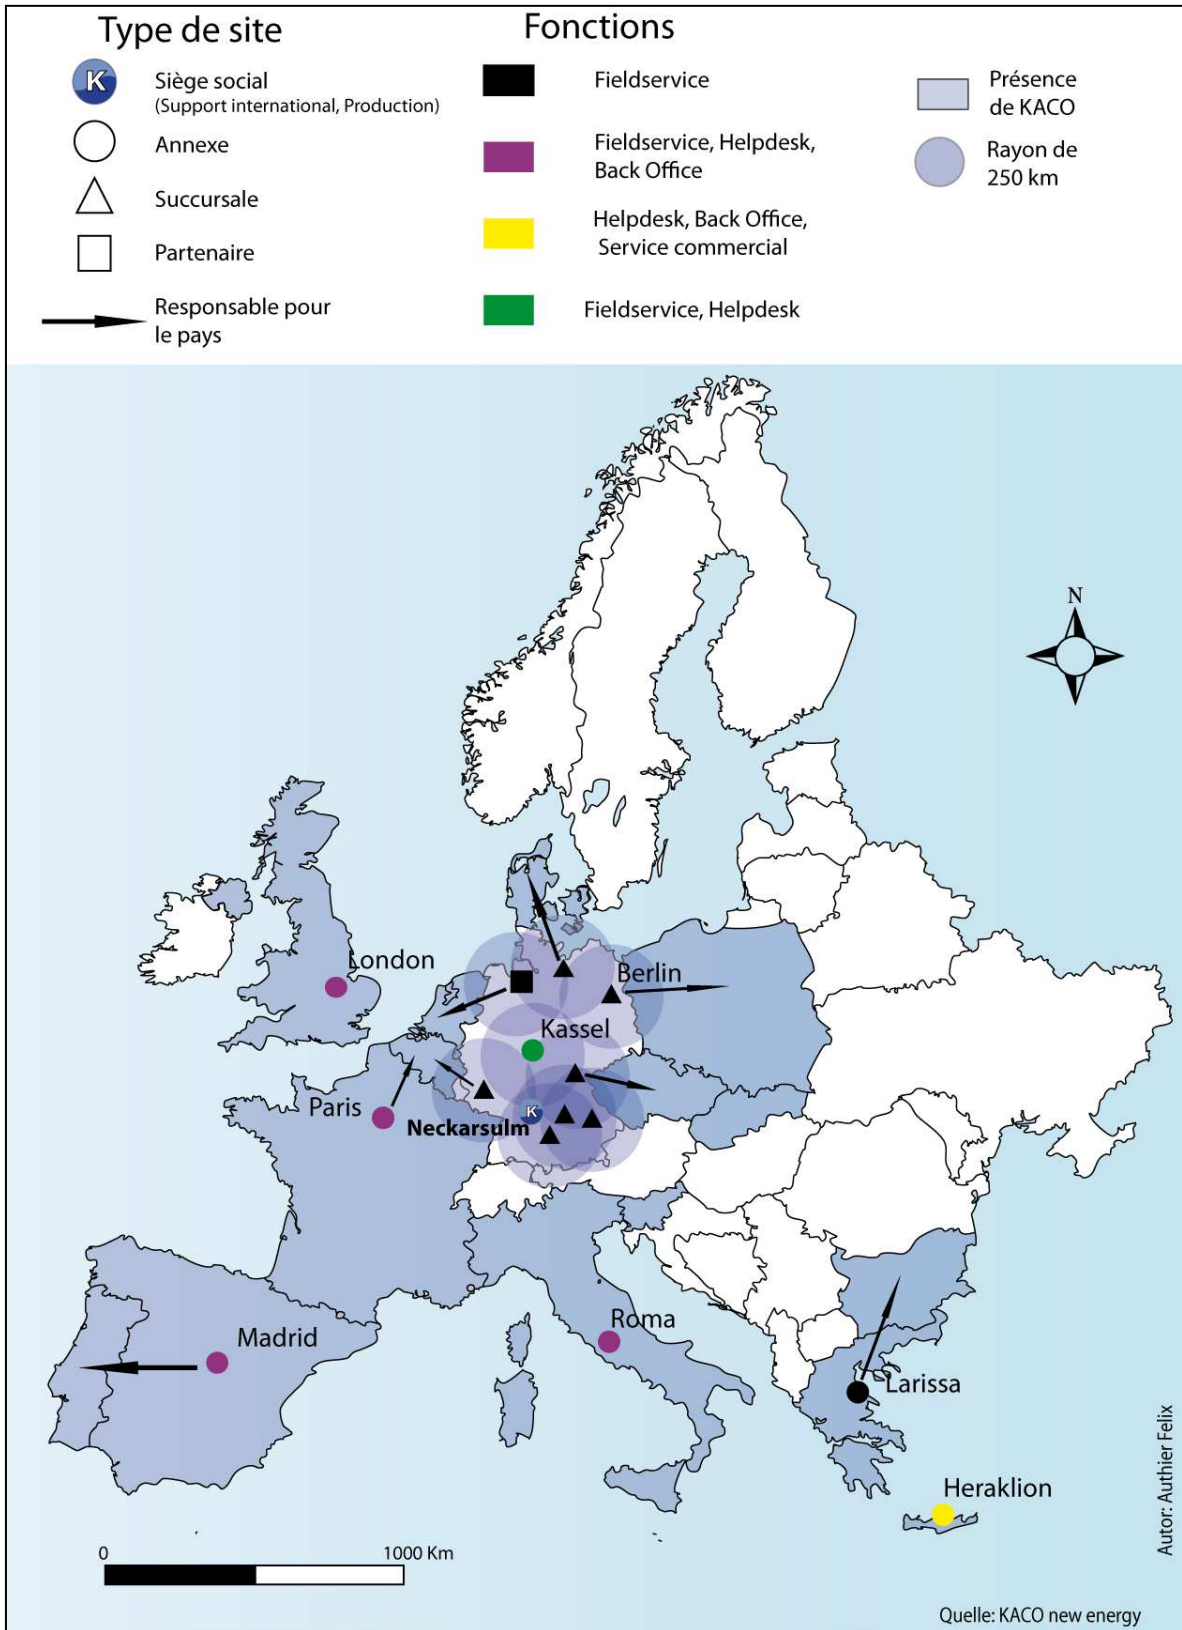 Type de site
K
Siège social
(Support international, Production)
Annexe
Succursale
Partenaire
Responsable pour
le pays
Fonctions
Fieldservice
Fieldservice, Helpdesk,
Back Office
Helpdesk, Back Office,
Service commercial
Fieldservice, Helpdesk
Présence
de KACO
Rayon de
250 km
N
London
Berlin
Kassel
Paris
Neckarsulm
K
Madrid
Roma
Larissa
Heraklion
0
1000 Km
Autor: Authier Felix
Quelle: KACO new energy